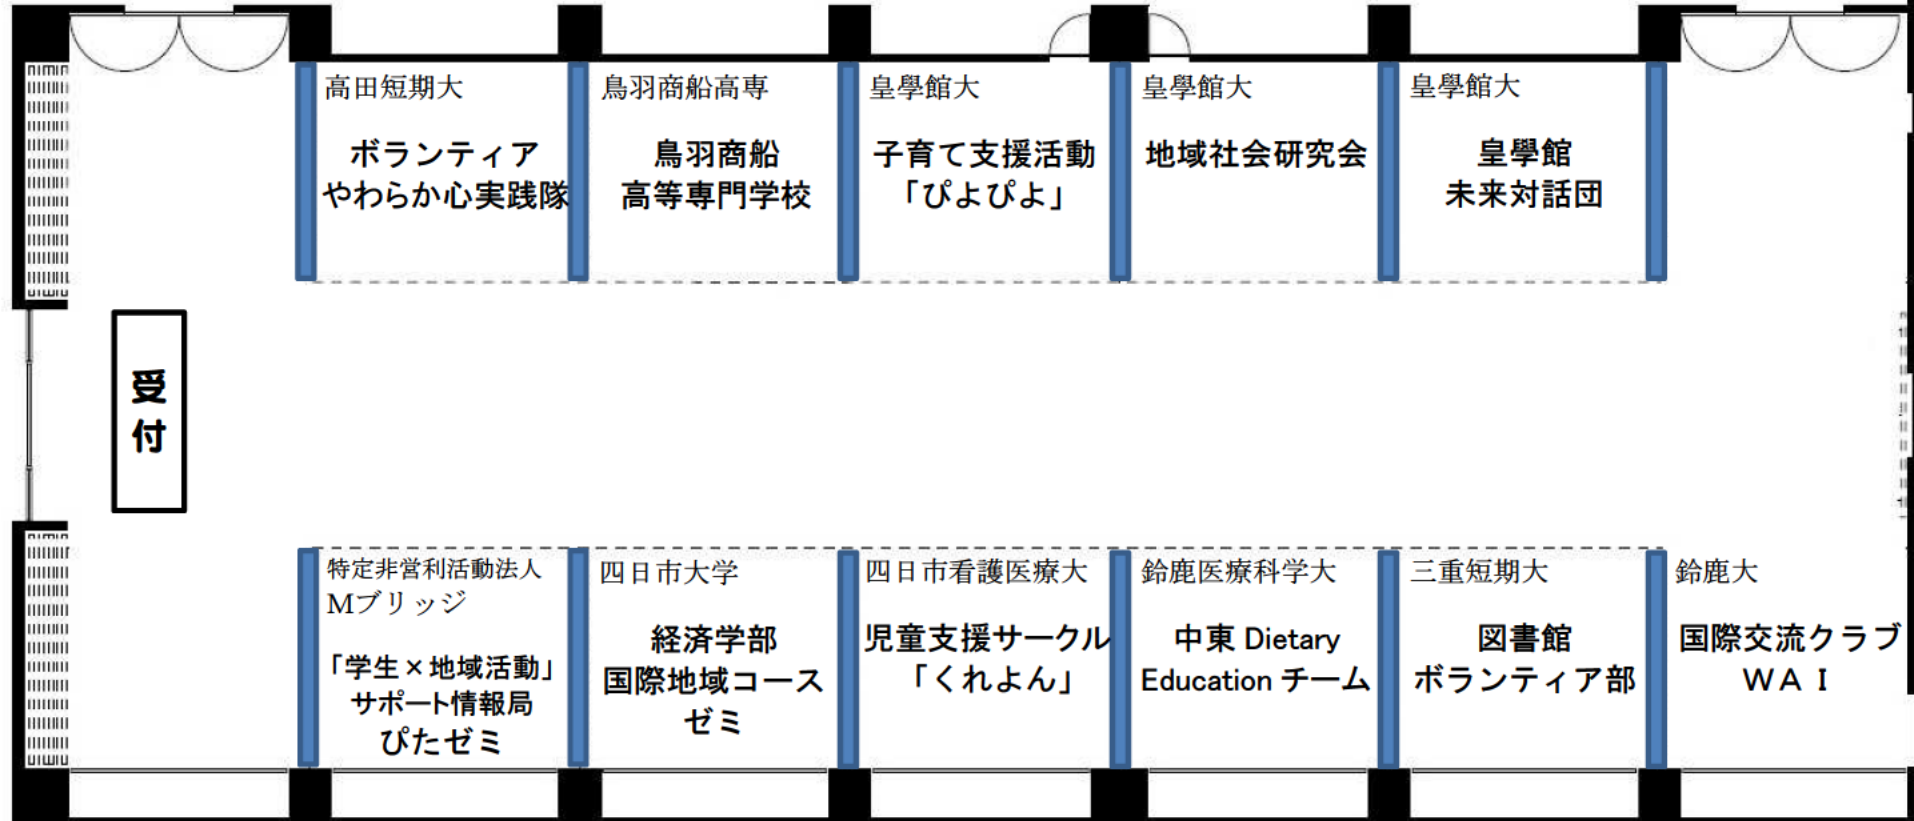 高田短期大
ボランティア
やわらか心実践隊
鳥羽商船高専
鳥羽商船
高等専門学校
皇學館大
子育て支援活動
「ぴよぴよ」
皇學館大
地域社会研究会
皇學館大
皇學館
未来対話団
受
付
特定非営利活動法人
Mブリッジ
「学生×地域活動」
サポート情報局
ぴたゼミ
四日市大学
経済学部
国際地域コース
ゼミ
四日市看護医療大
児童支援サークル
「くれよん」
鈴鹿医療科学大
中東 Dietary
Education チーム
三重短期大
図書館
ボランティア部
鈴鹿大
国際交流クラブ
ＷＡＩ